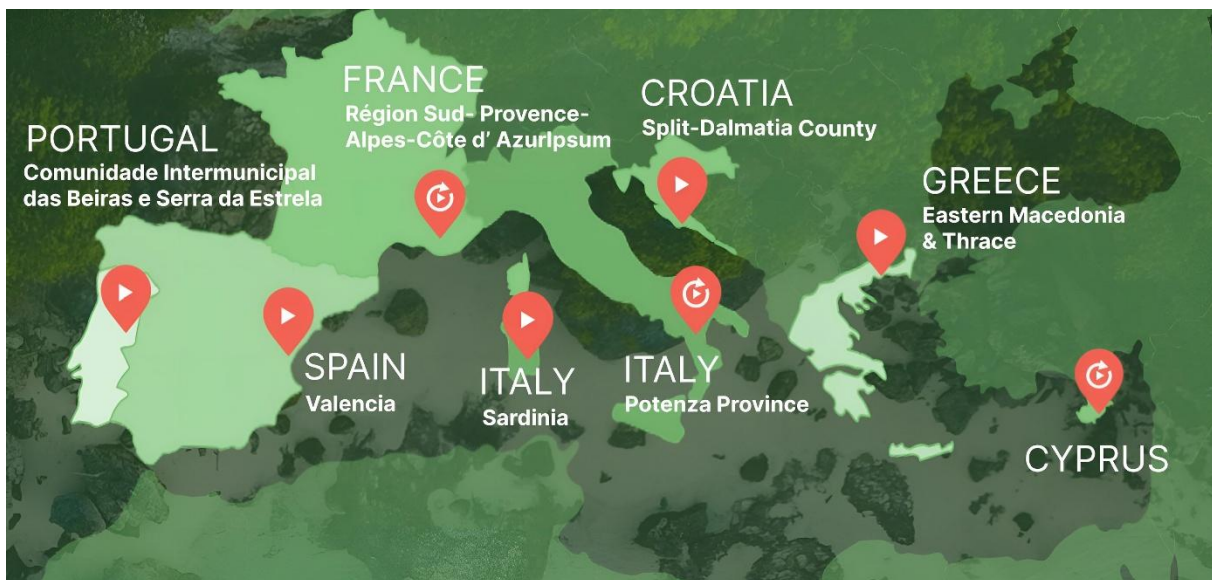 PORTUGAL
Comunidade Intermunicipal
das Beiras e Serra da Estrela
FRANCE
Région Sud- Provence-
Alpes-Côte d’ AzurIpsum
CROATIA
Split-Dalmatia County
GREECE
Eastern Macedonia
& Thrace
SPAIN
Valencia
ITALY
Sardinia
ITALY
Potenza Province
CYPRUS